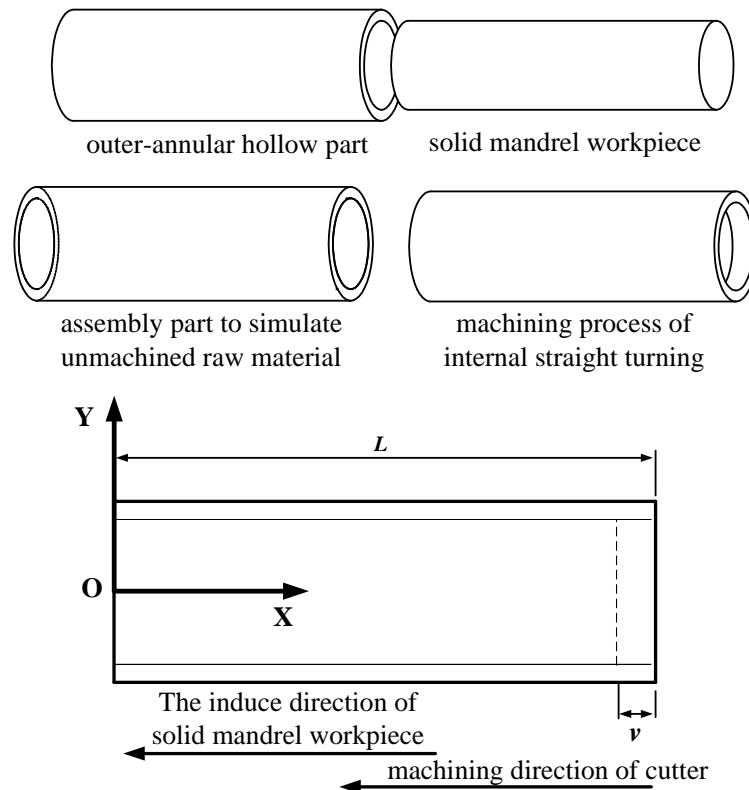 outer-annular hollow part
solid mandrel workpiece
assembly part to simulate
unmachined raw material
machining process of
internal straight turning
Y
L
O
X
The induce direction of
solid mandrel workpiece
v
machining direction of cutter